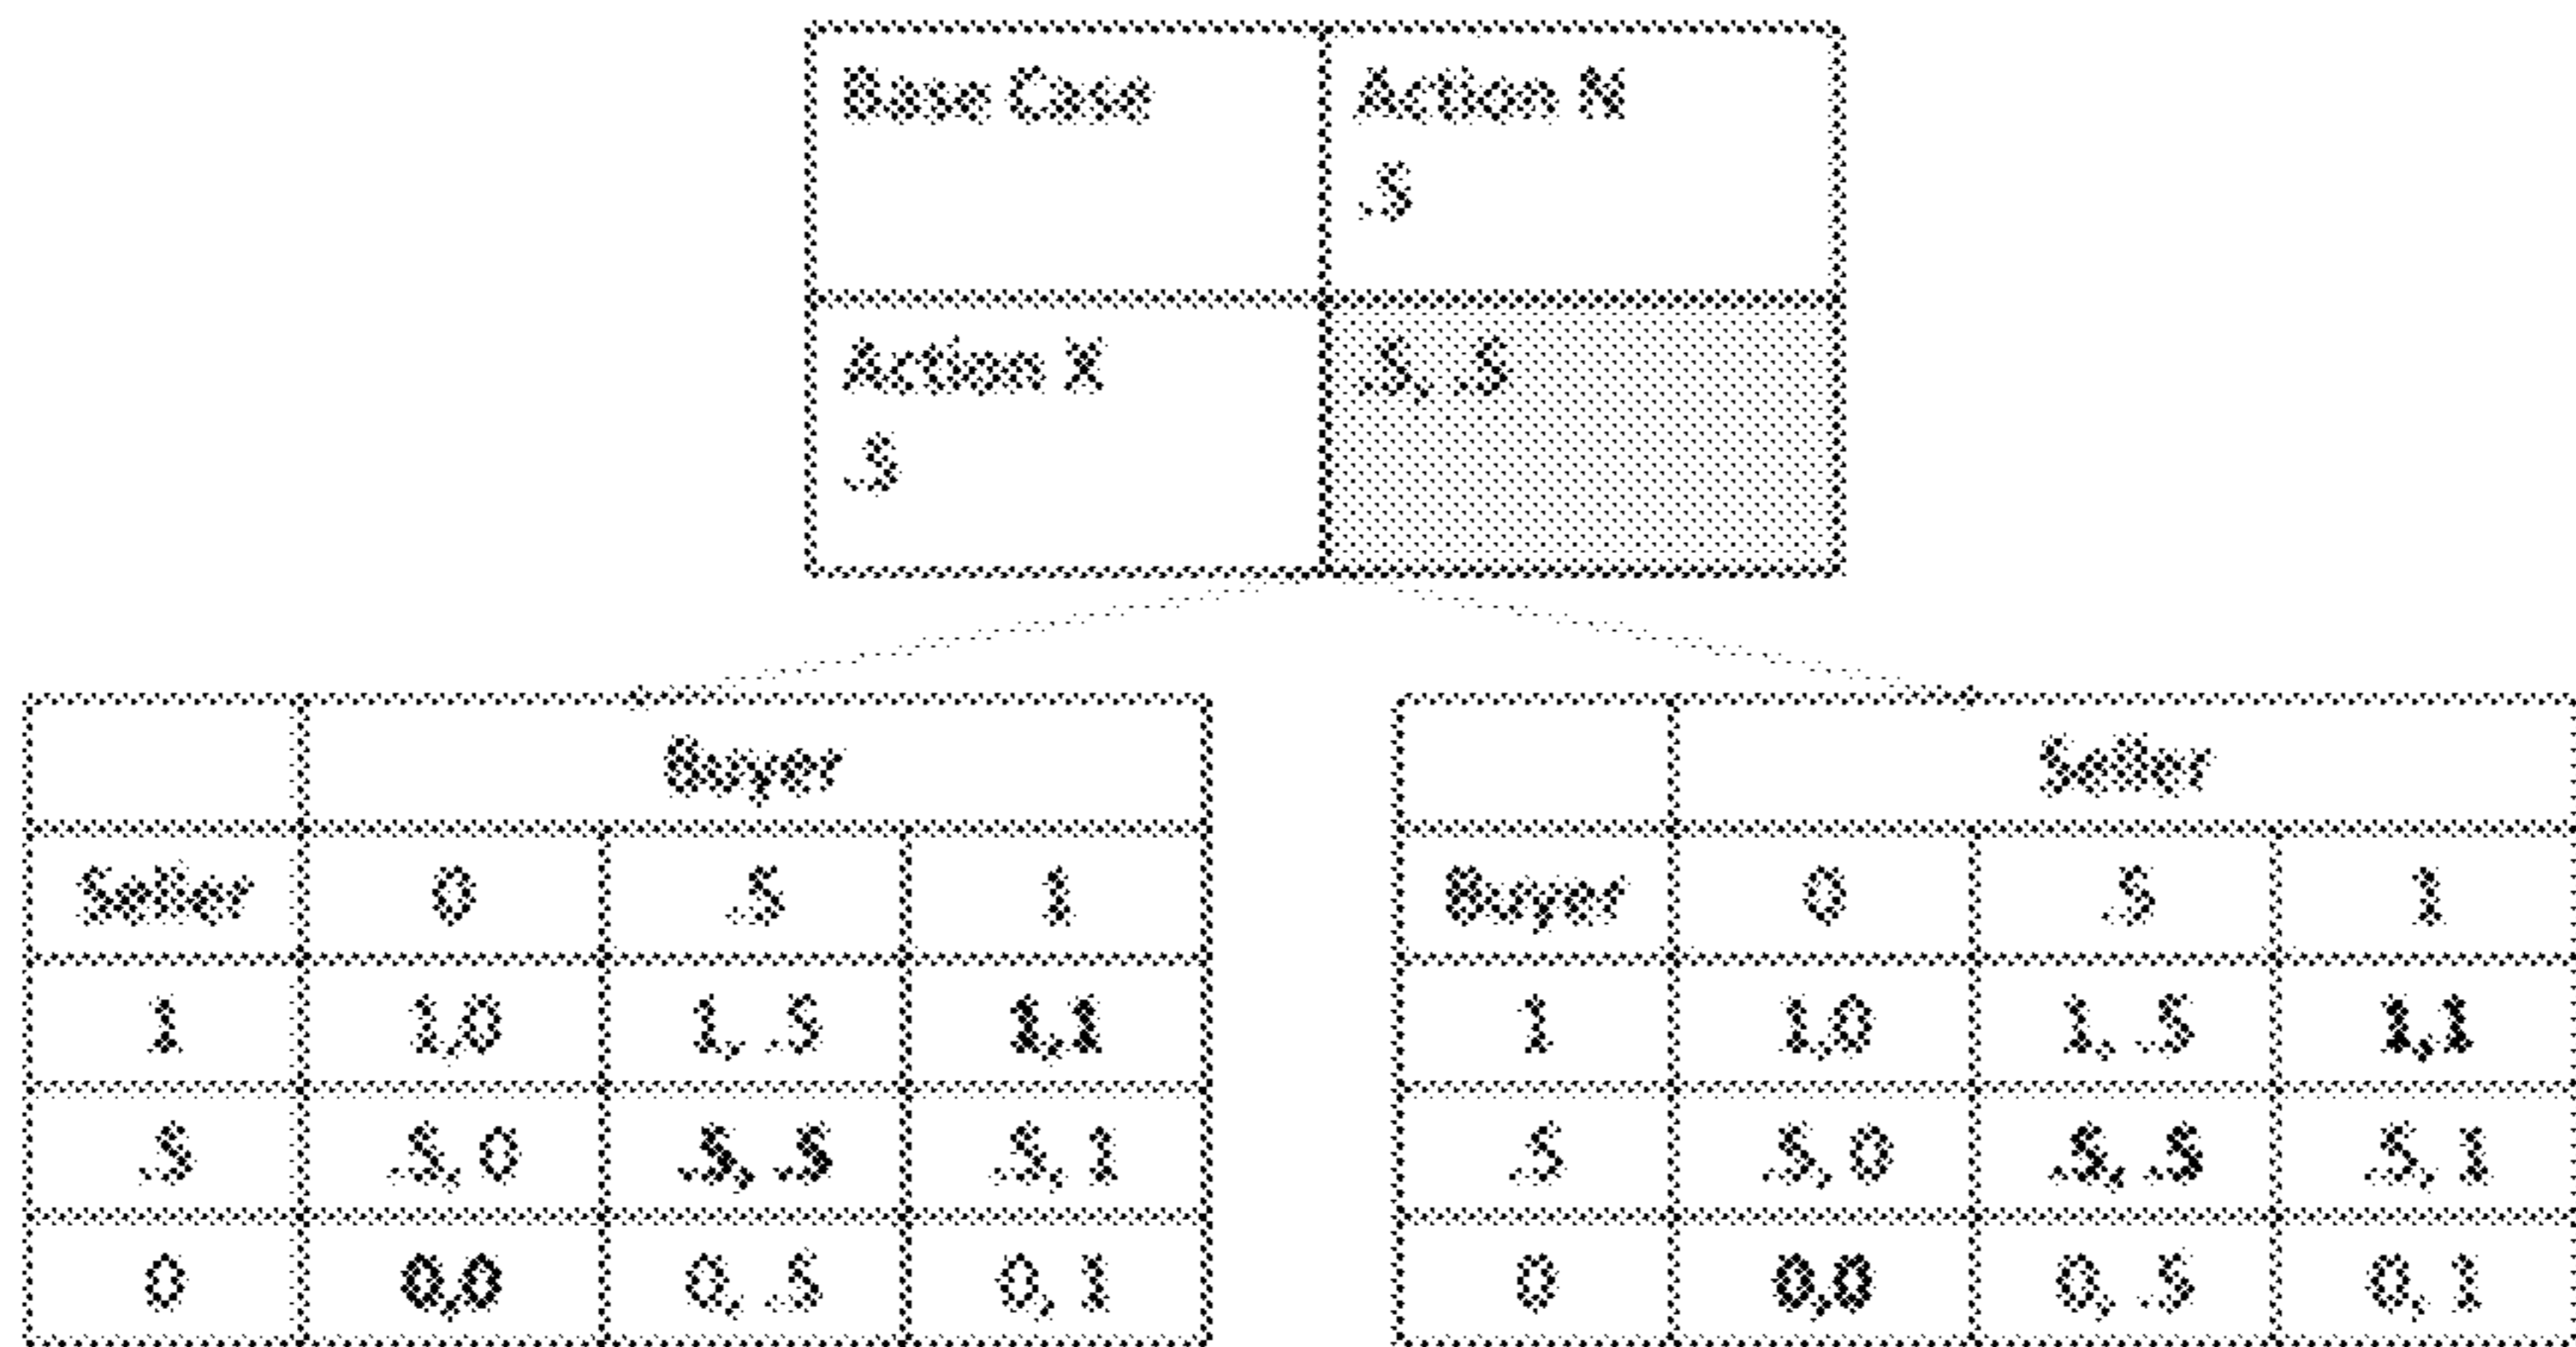 Base Case Action N
.5
Action X .5, .5
.5
Buyer
Seller 0 .5 1
1 1,0 1, .5 1,1
.5 .5, 0 .5, .5 .5, 1
0 0,0 0, .5 0, 1
Seller
Buyer 0 .5 1
1 1,0 1, .5 1,1
.5 .5, 0 .5, .5 .5, 1
0 0,0 0, .5 0, 1